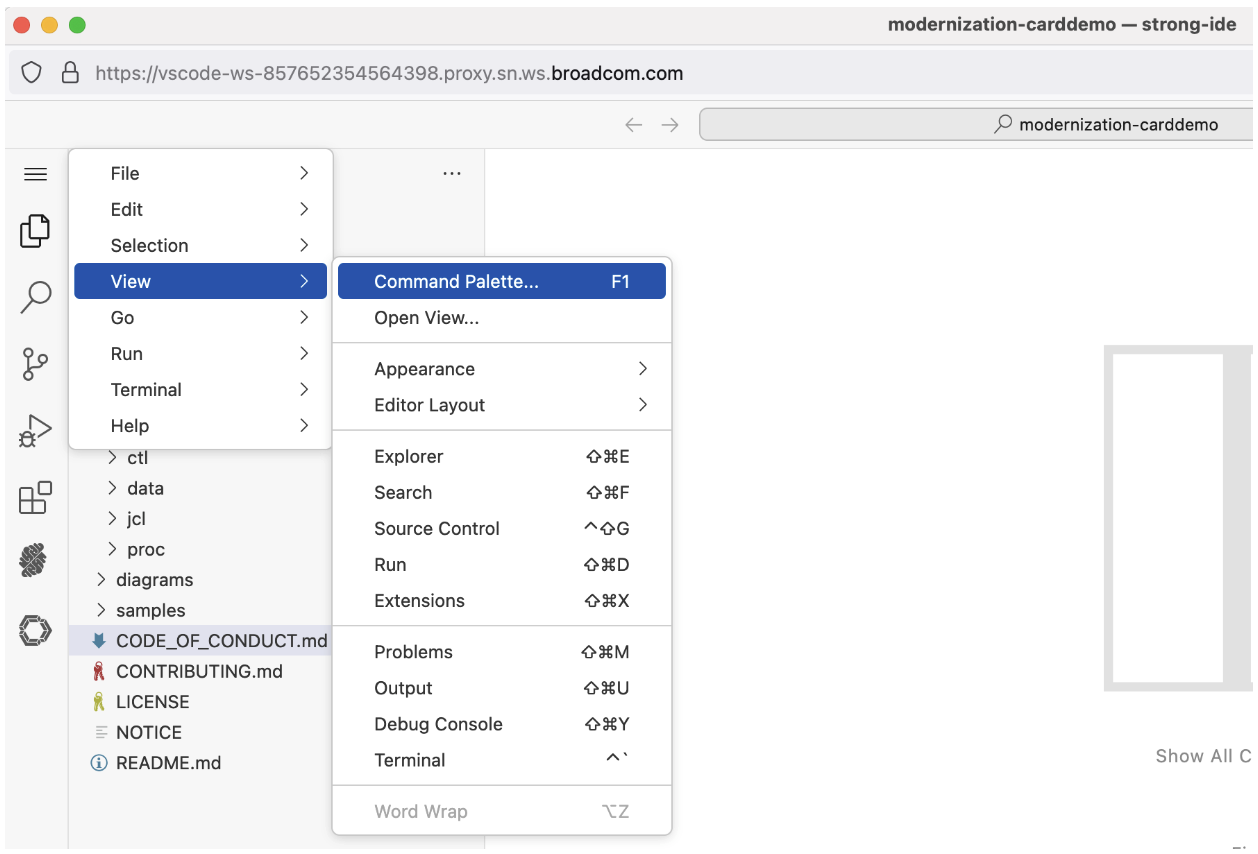 modernization-carddemo — strong-ide
https://vscode-ws-857652354564398.proxy.sn.ws.broadcom.com
modernization-carddemo
File
Edit
Selection
View
Go
Run
Terminal
Help
Command Palette... F1
Open View...
Appearance
Editor Layout
Explorer ⇧⌘E
Search ⇧⌘F
Source Control ^⇧G
Run ⇧⌘D
Extensions ⇧⌘X
Problems ⇧⌘M
Output ⇧⌘U
Debug Console ⇧⌘Y
Terminal ^`
Word Wrap ⌥Z
ctl
data
jcl
proc
diagrams
samples
CODE_OF_CONDUCT.md
CONTRIBUTING.md
LICENSE
NOTICE
README.md
Show All C